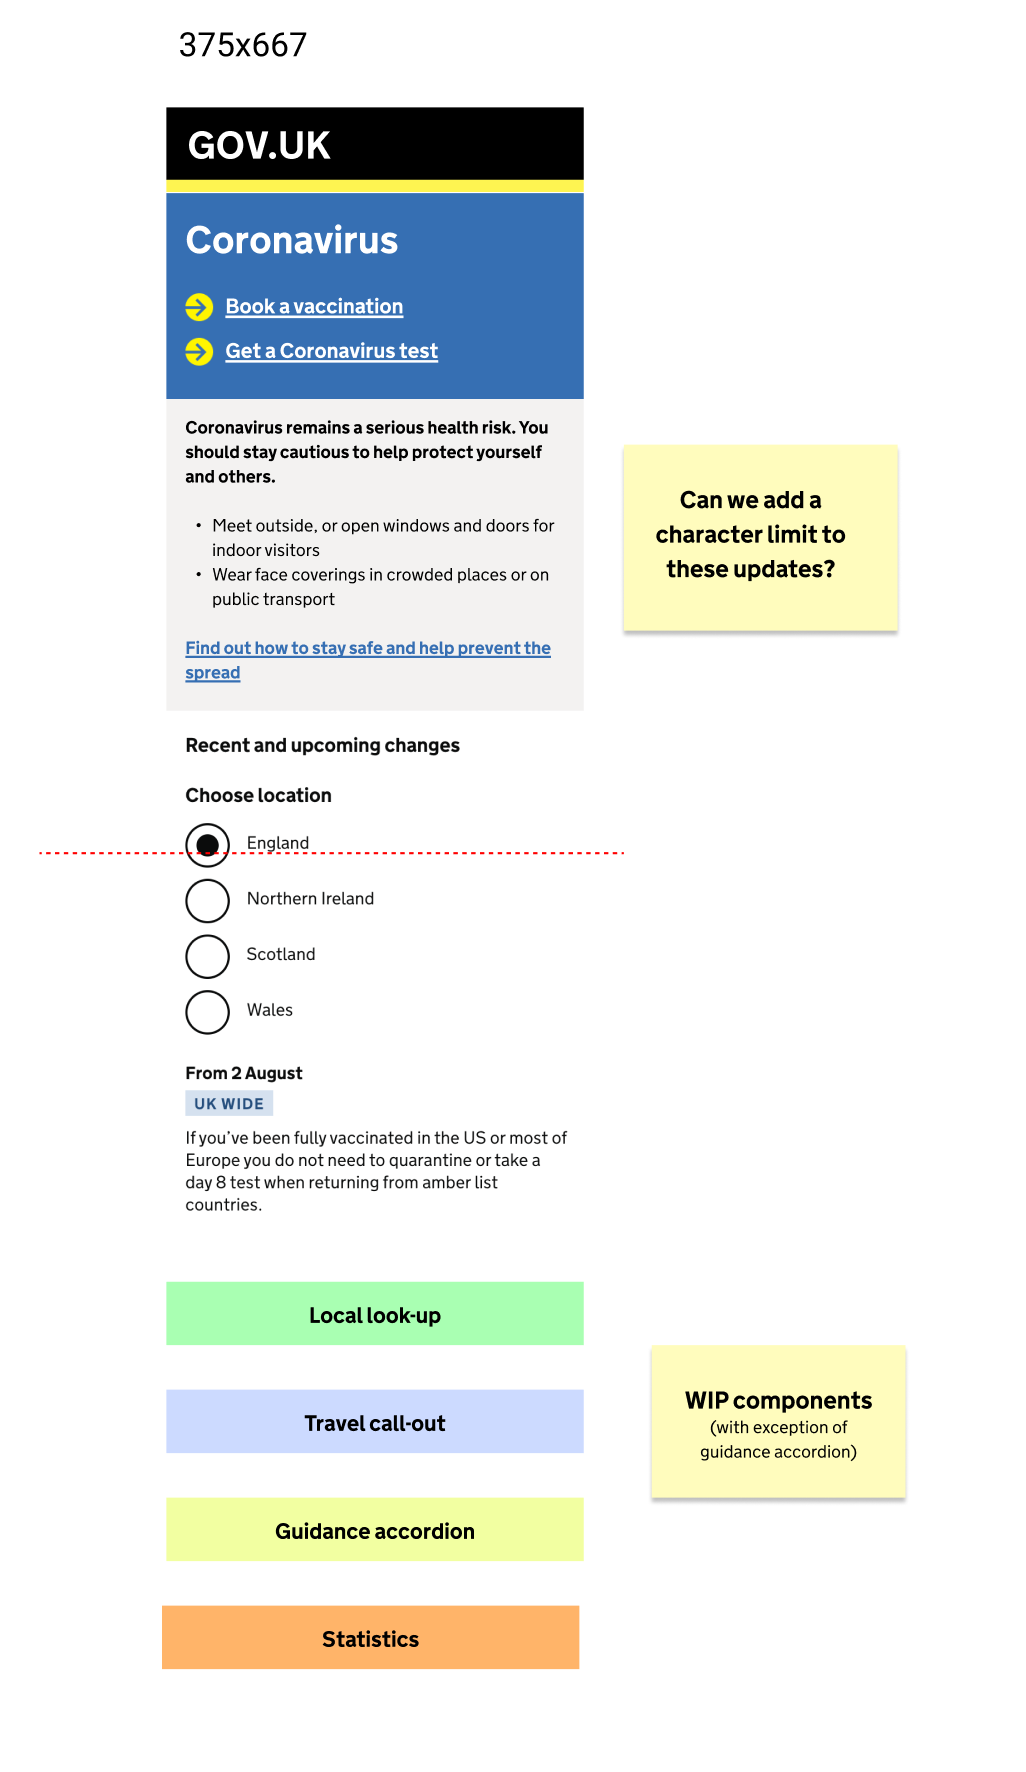 375x667
GOV.UK
Coronavirus
Book a vaccination
Get a Coronavirus test
Coronavirus remains a serious health risk. You
should stay cautious to help protect yourself
and others.
• Meet outside, or open windows and doors for
indoor visitors
• Wear face coverings in crowded places or on
public transport
Find out how to stay safe and help prevent the
spread
Can we add a
character limit to
these updates?
Recent and upcoming changes
Choose location
England
Northern Ireland
Scotland
Wales
From 2 August
UK WIDE
If you’ve been fully vaccinated in the US or most of
Europe you do not need to quarantine or take a
day 8 test when returning from amber list
countries.
Local look-up
Travel call-out
Guidance accordion
Statistics
WIP components
(with exception of
guidance accordion)